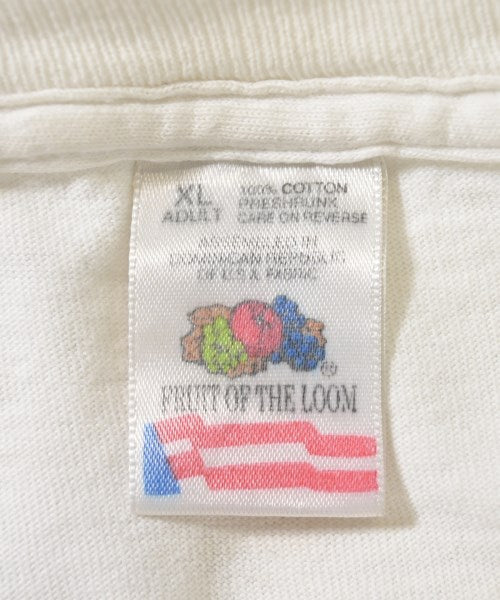 XL
ADULT
100% COTTON
PRESHRUNK
CARE ON REVERSE
ASSEMBLED IN
DOMINICAN REPUBLIC
OF U.S.A. FABRIC
®
FRUIT OF THE LOOM